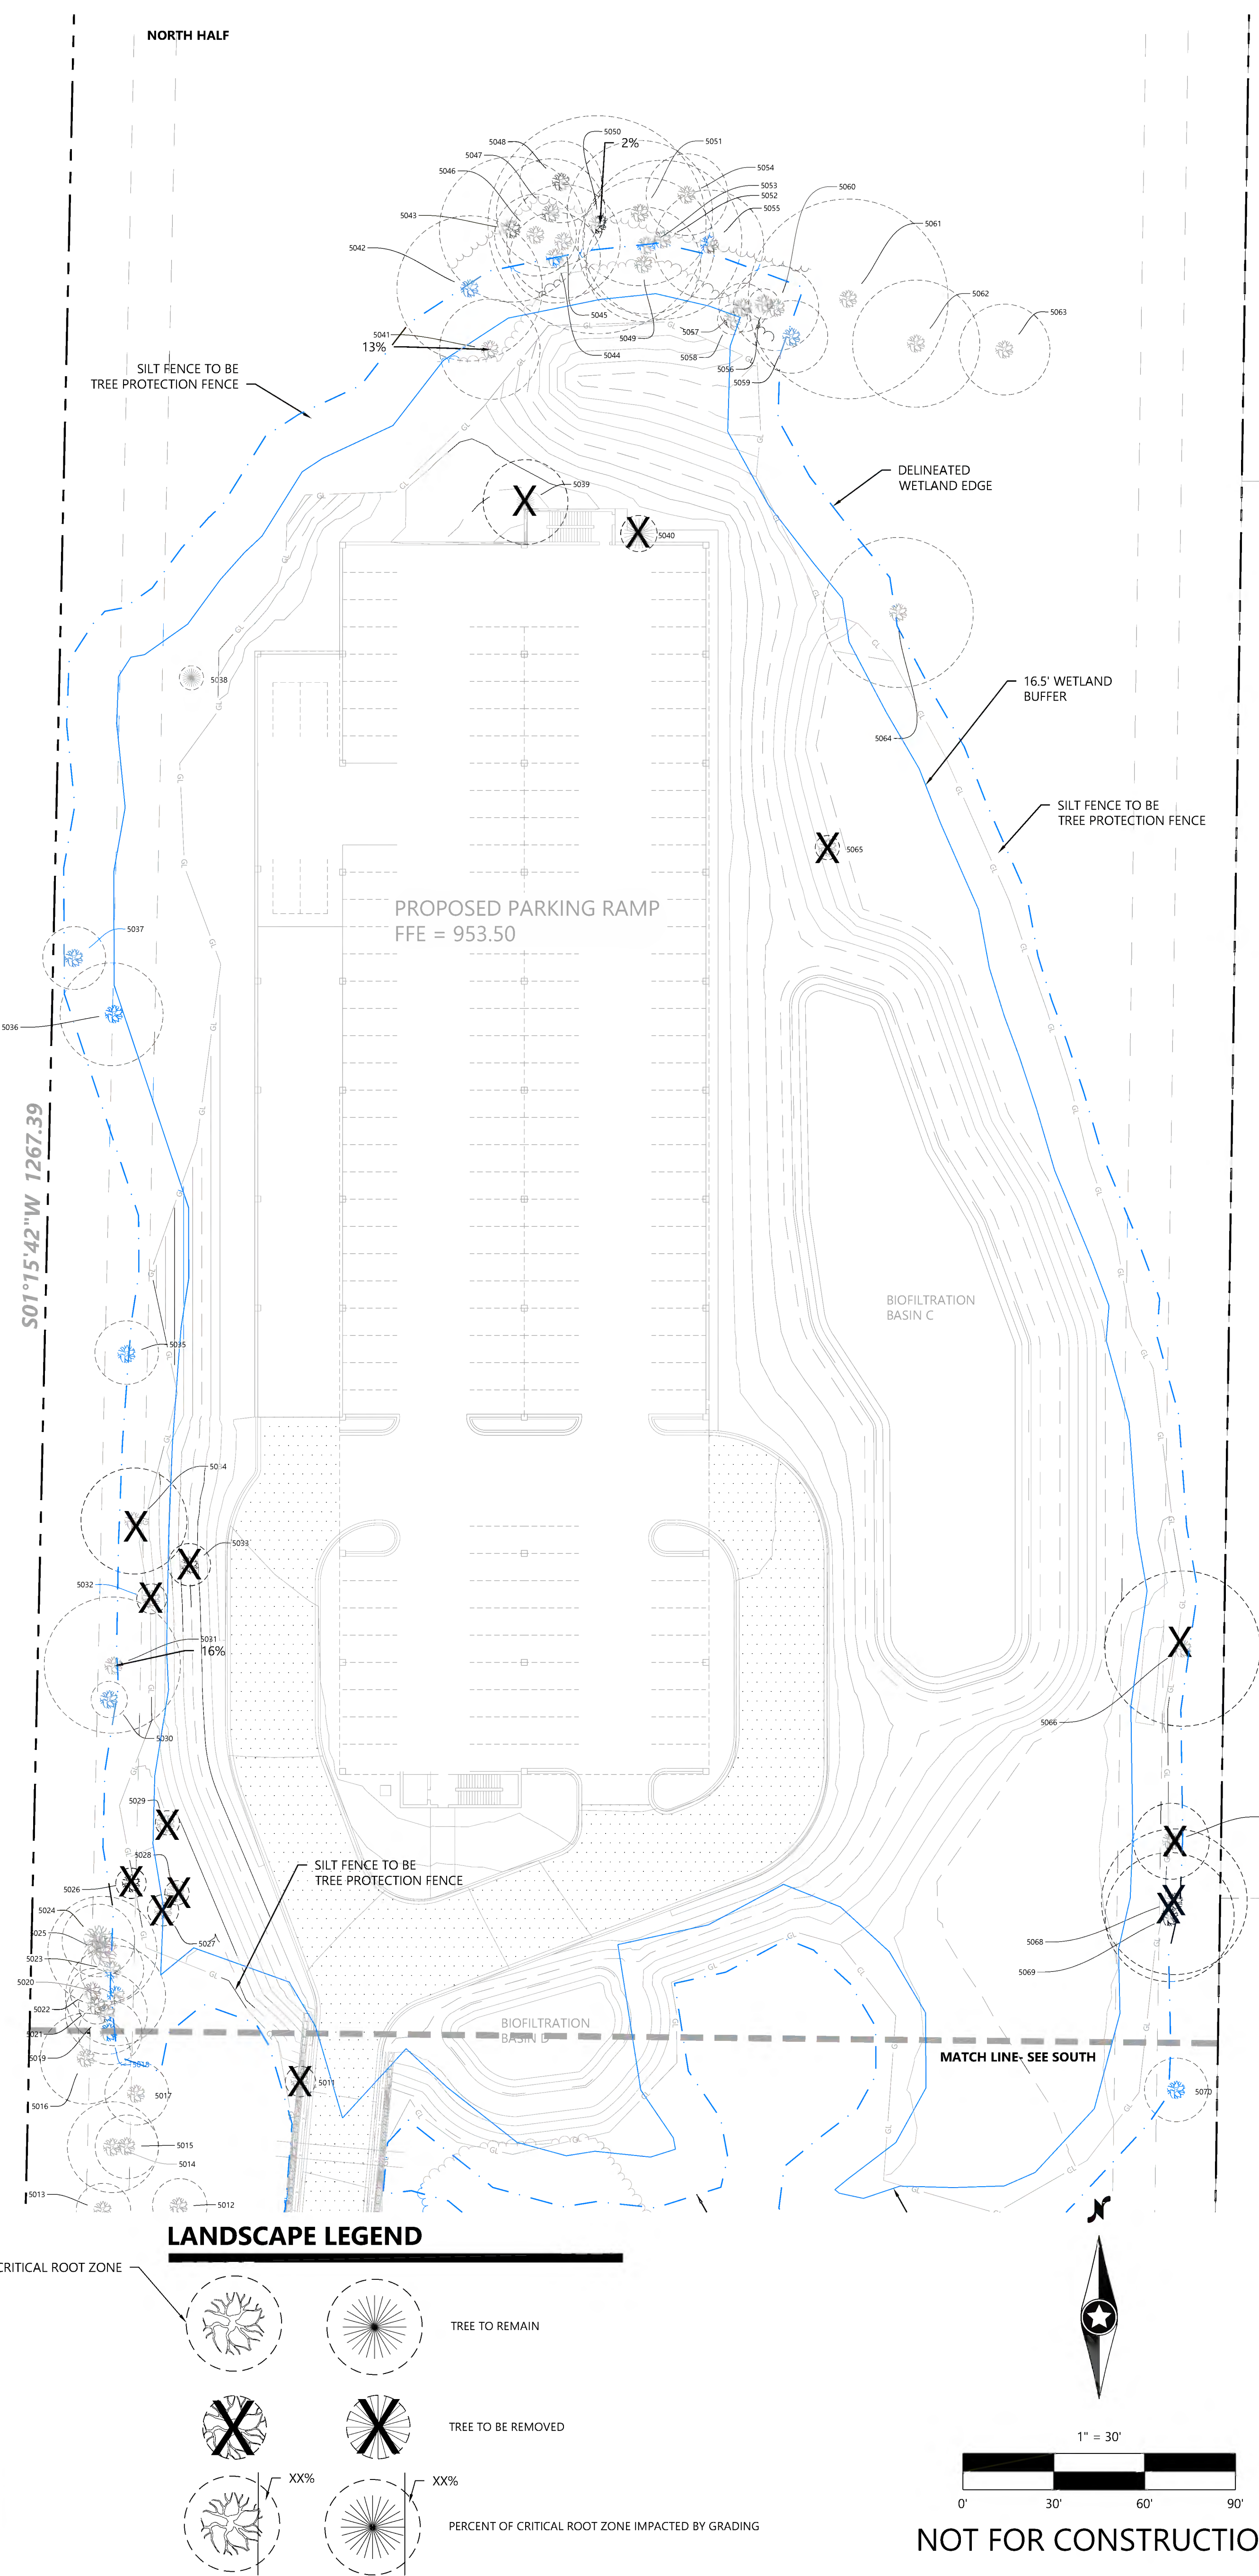 NORTH HALF
5050
2%
5048
5051
5047
5054
5046
5053
5052
5060
5055
5043
5061
5042
5062
5045
5063
5041
5049
5057
13%
5044
5058
5056
SILT FENCE TO BE
TREE PROTECTION FENCE
5059
GL
DELINEATED
WETLAND EDGE
5039
5040
5038
16.5' WETLAND
BUFFER
5064
SILT FENCE TO BE
TREE PROTECTION FENCE
5065
PROPOSED PARKING RAMP
FFE = 953.50
5037
5036
S01°15'42"W 1267.39
BIOFILTRATION
BASIN C
5035
5034
5033
5032
5031
16%
5066
5030
5029
5028
SILT FENCE TO BE
TREE PROTECTION FENCE
5026
5024
5025
5027
5068
5023
5069
5020
5022
BIOFILTRATION
BASIN D
5021
5019
5018
MATCH LINE- SEE SOUTH
5011
5070
5017
5016
5015
5014
5013
5012
LANDSCAPE LEGEND
N
CRITICAL ROOT ZONE
TREE TO REMAIN
TREE TO BE REMOVED
1" = 30'
XX%
XX%
0'
30'
60'
90'
PERCENT OF CRITICAL ROOT ZONE IMPACTED BY GRADING
NOT FOR CONSTRUCTIO